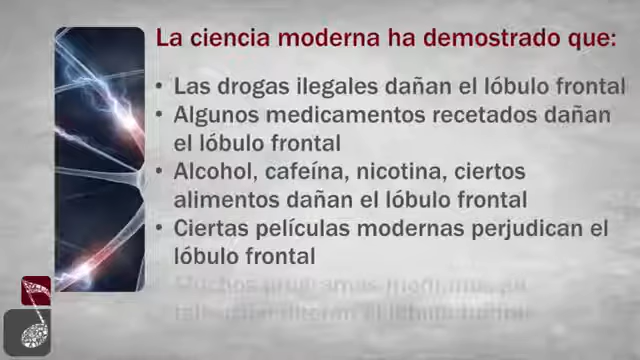 La ciencia moderna ha demostrado que:
• Las drogas ilegales dañan el lóbulo frontal
• Algunos medicamentos recetados dañan
el lóbulo frontal
• Alcohol, cafeína, nicotina, ciertos
alimentos dañan el lóbulo frontal
• Ciertas películas modernas perjudican el
lóbulo frontal